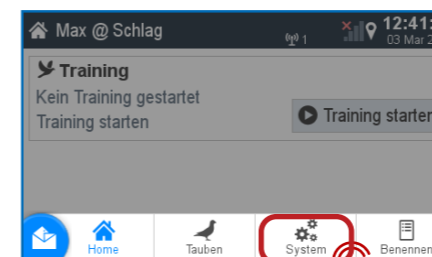 Max @ Schlag
1
12:41:
03 Mar 2
Training
Kein Training gestartet
Training starten
Training starten
Home
Tauben
System
Benennen